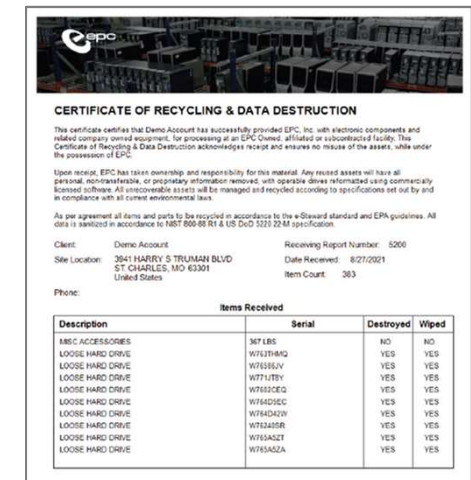 epc
CERTIFICATE OF RECYCLING & DATA DESTRUCTION
This certificate certifies that Demo Account has successfully provided EPC, Inc. with electronic components and
related company owned equipment, for processing at an EPC Owned, affiliated or subcontracted facility. This
Certificate of Recycling & Data Destruction acknowledges receipt and ensures no misuse of the assets, while under
the possession of EPC.
Upon receipt, EPC has taken ownership and responsibility for this material. Any reused assets will have all
personal, non-transferable, or proprietary information removed, with operable drives reformatted using commercially
licensed software. All unrecoverable assets will be managed and recycled according to specifications set out by and
in compliance with all current environmental laws.
As per agreement all items and parts to be recycled in accordance to the e-Steward standard and EPA guidelines. All
data is sanitized in accordance to NIST 800-88 R1 & US DoD 5220 22-M specification.
Client: Demo Account Receiving Report Number: 5200
Site Location: 3941 HARRY S TRUMAN BLVD Date Received: 8/27/2021
ST. CHARLES, MO 63301 Item Count: 383
United States
Phone:
Items Received
Description Serial Destroyed Wiped
MISC ACCESSORIES 367 LBS NO NO
LOOSE HARD DRIVE W763THMQ YES YES
LOOSE HARD DRIVE W76586JV YES YES
LOOSE HARD DRIVE W771JT8Y YES YES
LOOSE HARD DRIVE YES YES
LOOSE HARD DRIVE W764D5EC YES YES
LOOSE HARD DRIVE W764D42W YES YES
LOOSE HARD DRIVE YES YES
LOOSE HARD DRIVE W765A5ZT YES YES
LOOSE HARD DRIVE W765A5ZA YES YES